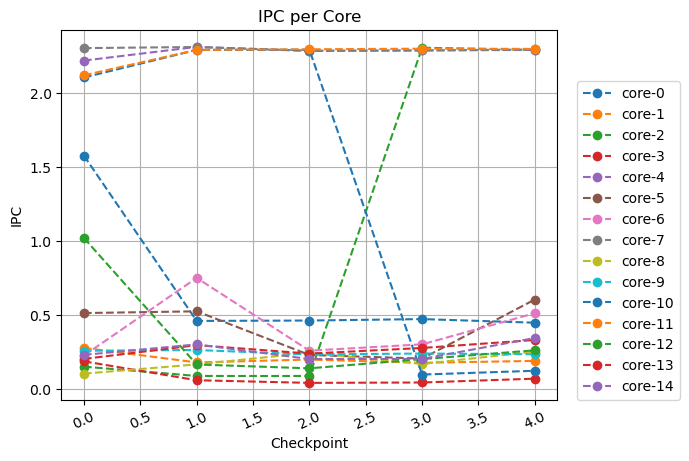 IPC per Core
IPC
2.0
1.5
1.0
0.5
0.0
0.0
0.5
1.0
1.5
2.0
2.5
3.0
3.5
4.0
Checkpoint
core-0
core-1
core-2
core-3
core-4
core-5
core-6
core-7
core-8
core-9
core-10
core-11
core-12
core-13
core-14